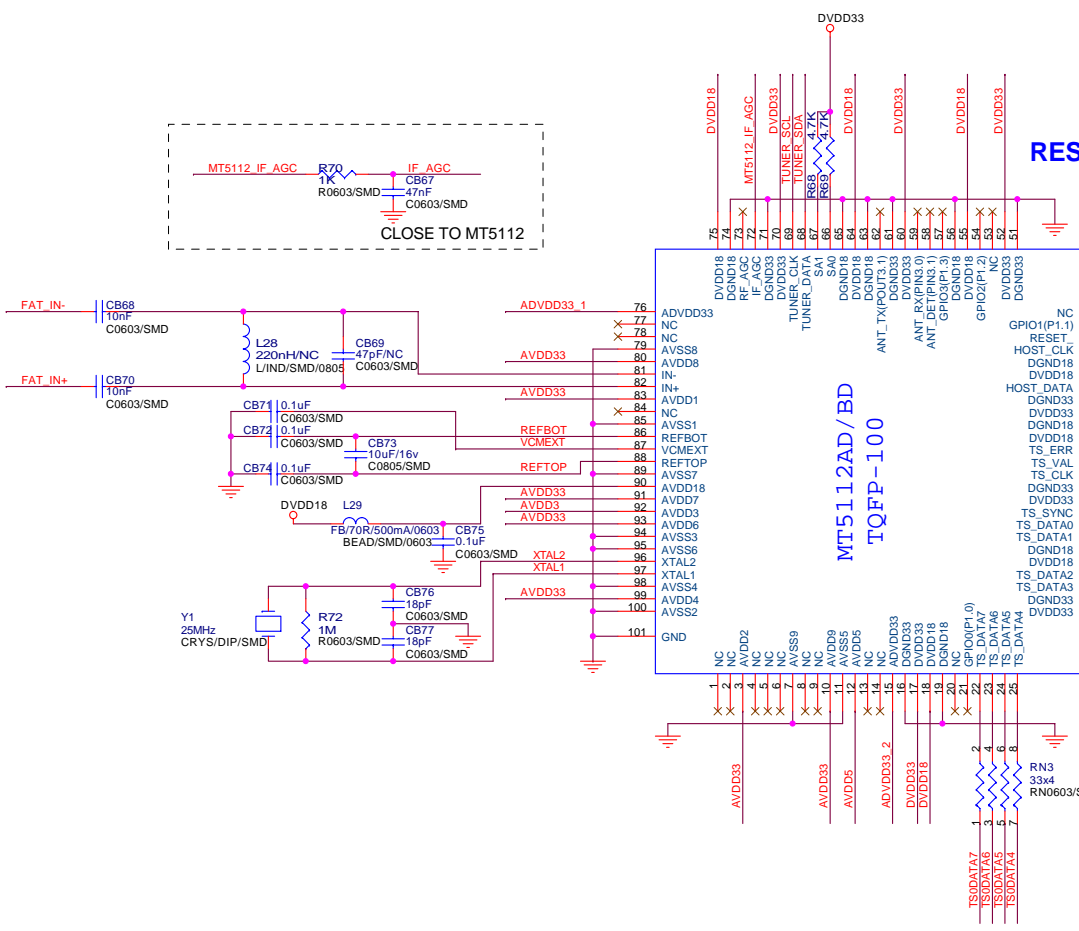 DVDD33
DVDD18
MT5112_IF_AGC
DVDD33
TUNER_SCL
TUNER_SDA
R68 4.7K
R69 4.7K
DVDD18
DVDD33
DVDD18
DVDD33
RES
MT5112_IF_AGC
R70
1K
R0603/SMD
IF_AGC
CB67
47nF
C0603/SMD
CLOSE TO MT5112
75 74 73 72 71 70 69 68 67 66 65 64 63 62 61 60 59 58 57 56 55 54 53 52 51
DVDD18
DGND18
RF_AGC
IF_AGC
DGND33
DVDD33
TUNER_CLK
TUNER_DATA
SA1
SA0
DGND18
DVDD18
DGND18
ANT_TX(POUT3.1)
DGND33
DVDD33
ANT_RX(PIN3.0)
ANT_DET(PIN3.1)
GPIO3(P1.3)
DGND18
DVDD18
GPIO2(P1.2)
NC
DVDD33
DGND33
FAT_IN-
CB68
10nF
C0603/SMD
L28
220nH/NC
L/IND/SMD/0805
CB69
47pF/NC
C0603/SMD
FAT_IN+
CB70
10nF
C0603/SMD
CB71 0.1uF
C0603/SMD
CB72 0.1uF
C0603/SMD
CB73
10uF/16v
C0805/SMD
CB74 0.1uF
C0603/SMD
DVDD18
L29
FB/70R/500mA/0603
BEAD/SMD/0603
CB75
0.1uF
C0603/SMD
Y1
25MHz
CRYS/DIP/SMD
R72
1M
R0603/SMD
CB76
18pF
C0603/SMD
CB77
18pF
C0603/SMD
ADVDD33_1 76 ADVDD33
77 NC
78 NC
79 AVSS8
AVDD33 80 AVDD8
81 IN-
82 IN+
AVDD33 83 AVDD1
84 NC
85 AVSS1
REFBOT 86 REFBOT
VCMEXT 87 VCMEXT
REFTOP 88 REFTOP
89 AVSS7
90 AVDD18
AVDD33 91 AVDD7
AVDD3 92 AVDD3
AVDD33 93 AVDD6
94 AVSS3
95 AVSS6
XTAL2 96 XTAL2
XTAL1 97 XTAL1
98 AVSS4
AVDD33 99 AVDD4
100 AVSS2
101 GND
MT5112AD/BD
TQFP-100
NC
GPIO1(P1.1)
RESET_
HOST_CLK
DGND18
DVDD18
HOST_DATA
DGND33
DVDD33
DGND18
DVDD18
TS_ERR
TS_VAL
TS_CLK
DGND33
DVDD33
TS_SYNC
TS_DATA0
TS_DATA1
DGND18
DVDD18
TS_DATA2
TS_DATA3
DGND33
DVDD33
NC
NC
AVDD2
NC
NC
NC
AVSS9
NC
NC
AVDD9
AVSS5
AVDD5
NC
NC
ADVDD33
DGND33
DVDD33
DVDD18
DGND18
NC
GPIO0(P1.0)
TS_DATA7
TS_DATA6
TS_DATA5
TS_DATA4
1 2 3 4 5 6 7 8 9 10 11 12 13 14 15 16 17 18 19 20 21 22 23 24 25
AVDD33
AVDD33
AVDD5
ADVDD33_2
DVDD33
DVDD18
2 4 6 8
RN3
33x4
RN0603/S
1 3 5 7
TS0DATA7
TS0DATA6
TS0DATA5
TS0DATA4